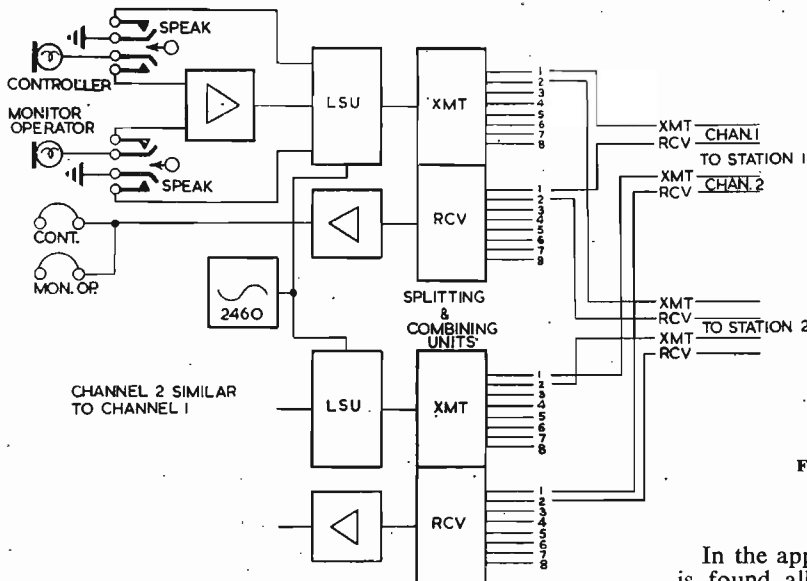 SPEAK
CONTROLLER
MONITOR
OPERATOR
SPEAK
CONT.
MON. OP.
LSU
XMT
1
2
3
4
5
6
7
8
RCV
1
2
3
4
5
6
7
8
2460
SPLITTING
&
COMBINING
UNITS
CHANNEL 2 SIMILAR
TO CHANNEL 1
LSU
XMT
1
2
3
4
5
6
7
8
RCV
1
2
3
4
5
6
7
8
XMT
RCV
CHAN. 1
TO STATION 1
XMT
RCV
CHAN. 2
XMT
RCV
TO STATION 2
XMT
RCV
F
In the app
is found all